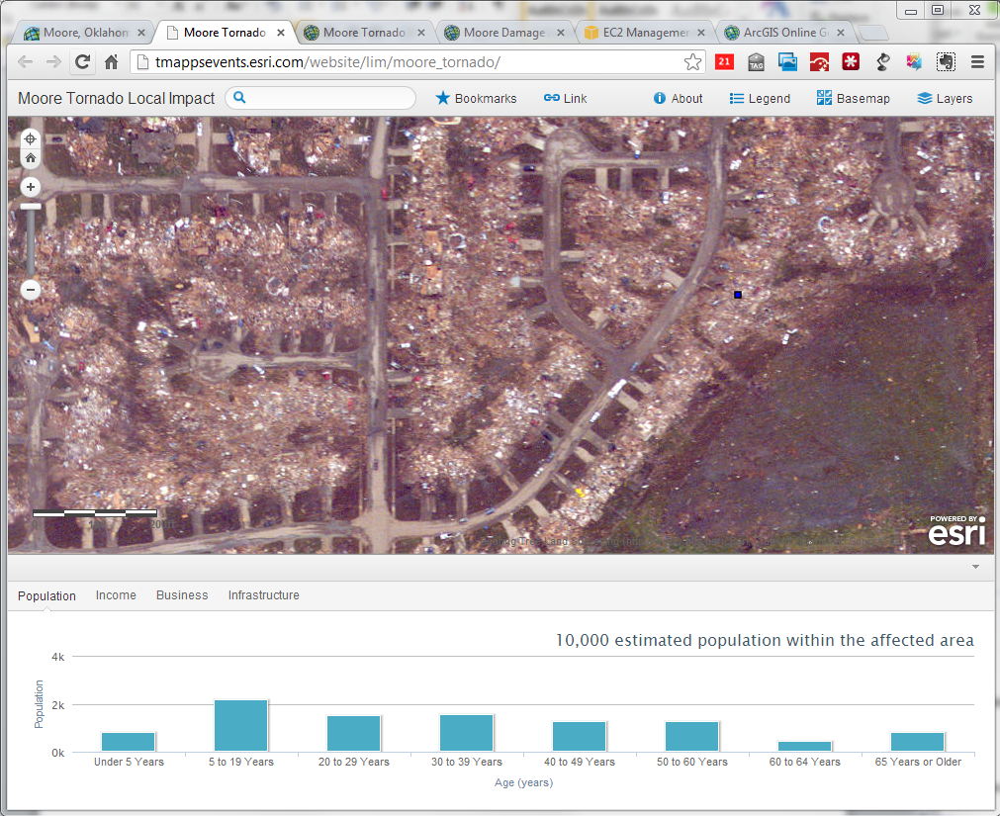 Moore, Oklahom
Moore Tornado
Moore Tornado
Moore Damage
EC2 Managemen
ArcGIS Online G
tmappsevents.esri.com/website/lim/moore_tornado/
21
TAG
Moore Tornado Local Impact
Bookmarks
Link
About
Legend
Basemap
Layers
POWERED BY
esri
Population
Income
Business
Infrastructure
10,000 estimated population within the affected area
4k
2k
0k
Population
Under 5 Years
5 to 19 Years
20 to 29 Years
30 to 39 Years
40 to 49 Years
50 to 60 Years
60 to 64 Years
65 Years or Older
Age (years)